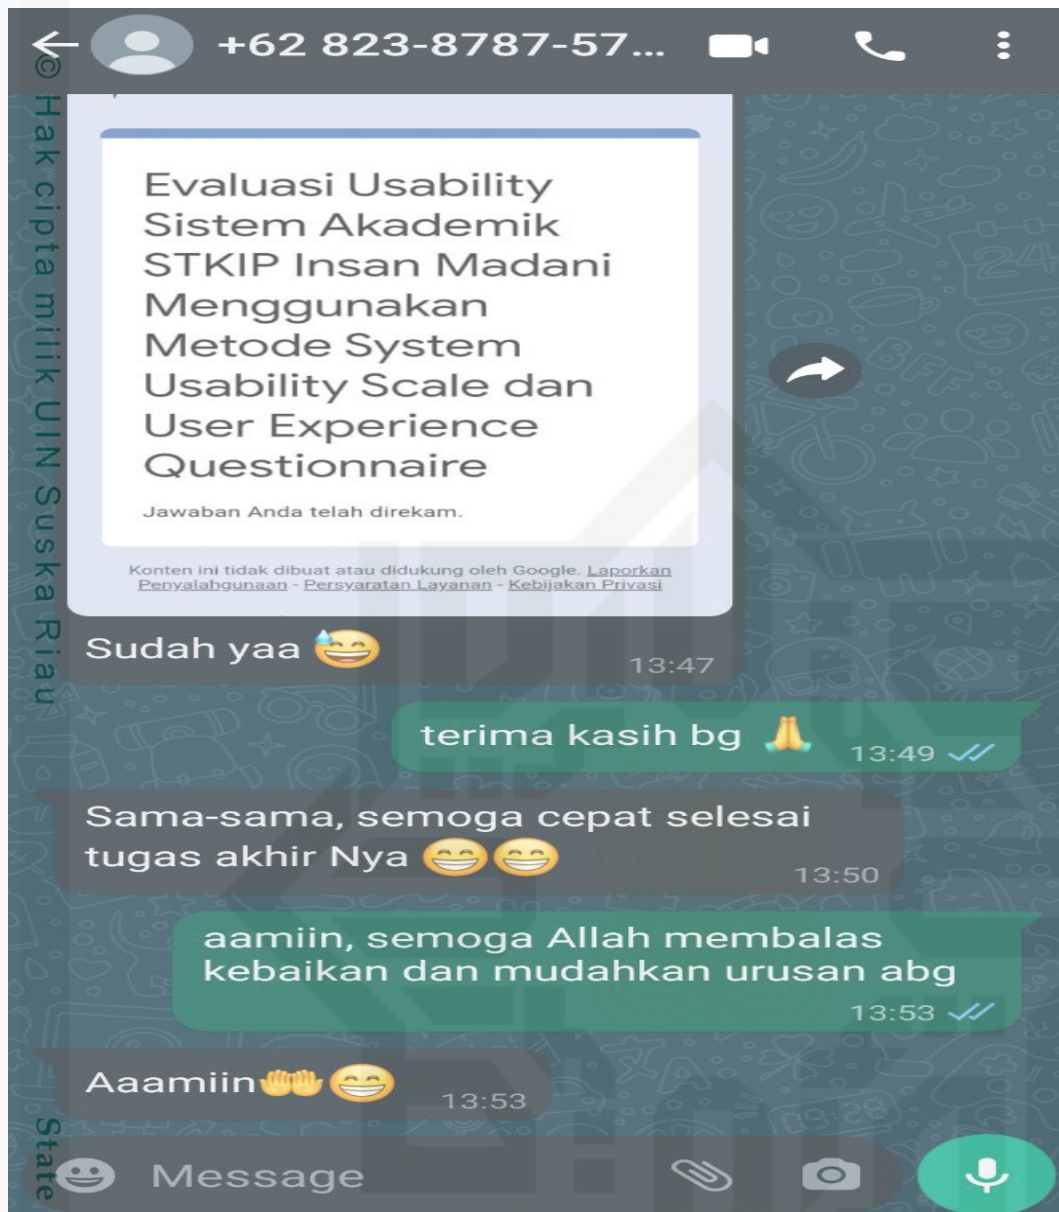 +62 823-8787-57...
Evaluasi Usability
Sistem Akademik
STKIP Insan Madani
Menggunakan
Metode System
Usability Scale dan
User Experience
Questionnaire
Jawaban Anda telah direkam.
Konten ini tidak dibuat atau didukung oleh Google. Laporkan
Penyalahgunaan - Persyaratan Layanan - Kebijakan Privasi
Sudah yaa 😅
13:47
terima kasih bg 🙏
13:49
Sama-sama, semoga cepat selesai
tugas akhir Nya 😁😁
13:50
aamiin, semoga Allah membalas
kebaikan dan mudahkan urusan abg
13:53
Aaamiin🤲😁
13:53
Message
© Hak cipta milik UIN Suska Riau
State